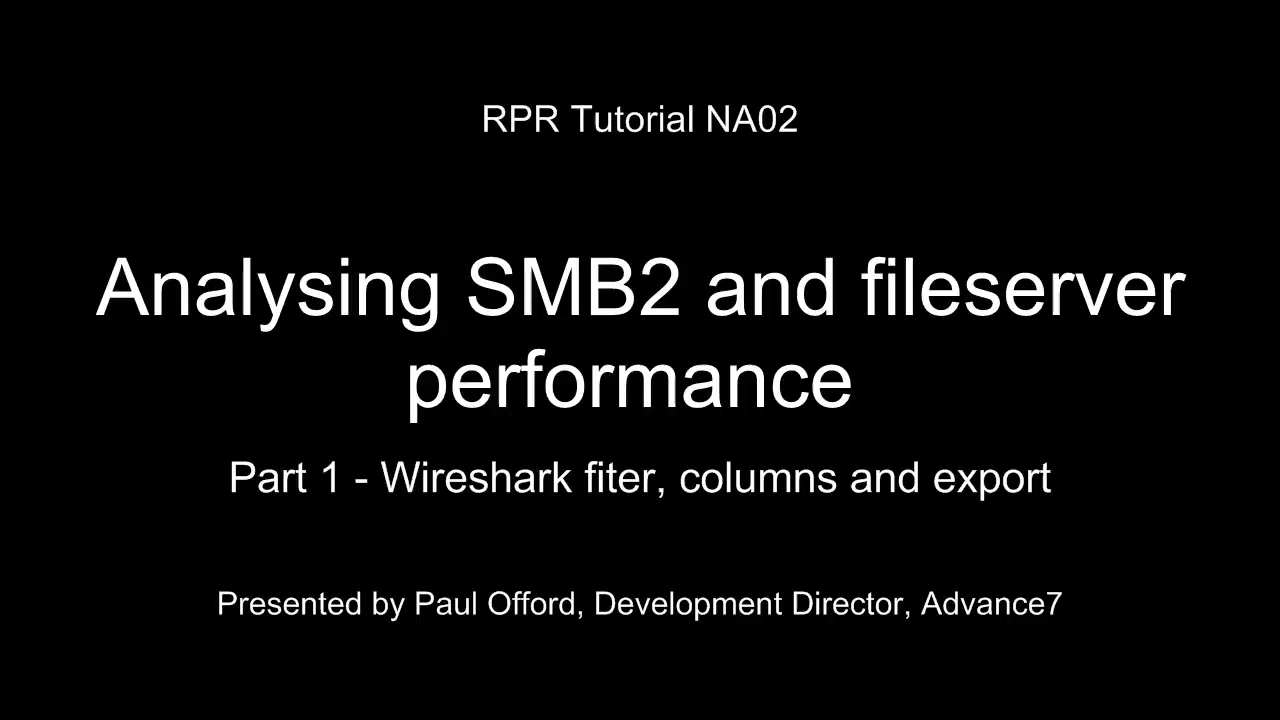 RPR Tutorial NA02
Analysing SMB2 and fileserver
performance
Part 1 - Wireshark fiter, columns and export
Presented by Paul Offord, Development Director, Advance7